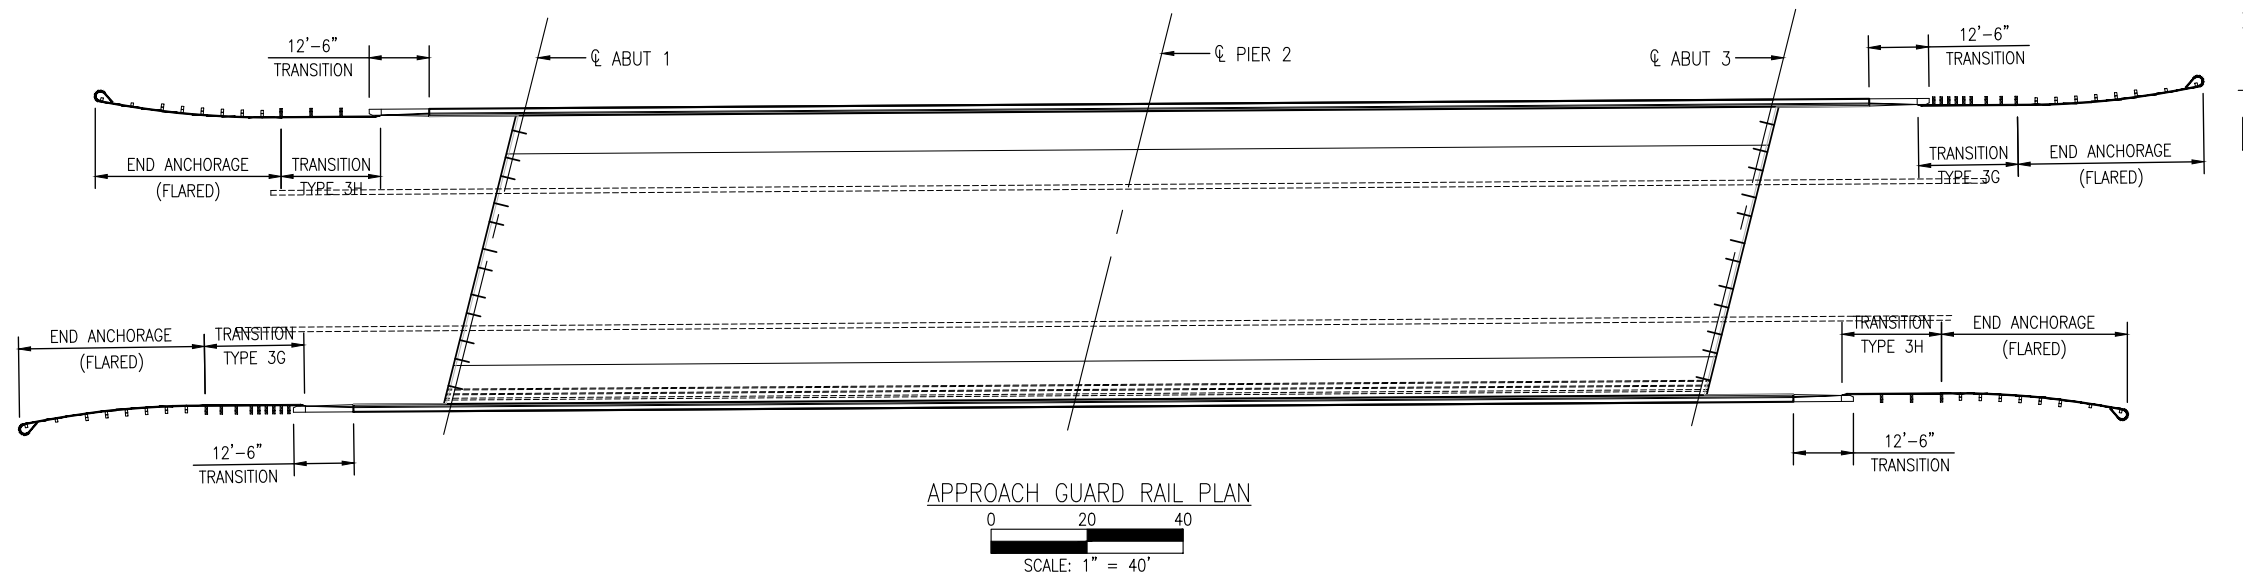 12'-6"
TRANSITION
℄ ABUT 1
℄ PIER 2
℄ ABUT 3
12'-6"
TRANSITION
END ANCHORAGE
(FLARED)
TRANSITION
TYPE 3H
TRANSITION
TYPE 3G
END ANCHORAGE
(FLARED)
END ANCHORAGE
(FLARED)
TRANSITION
TYPE 3G
TRANSITION
TYPE 3H
END ANCHORAGE
(FLARED)
12'-6"
TRANSITION
12'-6"
TRANSITION
APPROACH GUARD RAIL PLAN
0 20 40
SCALE: 1" = 40'